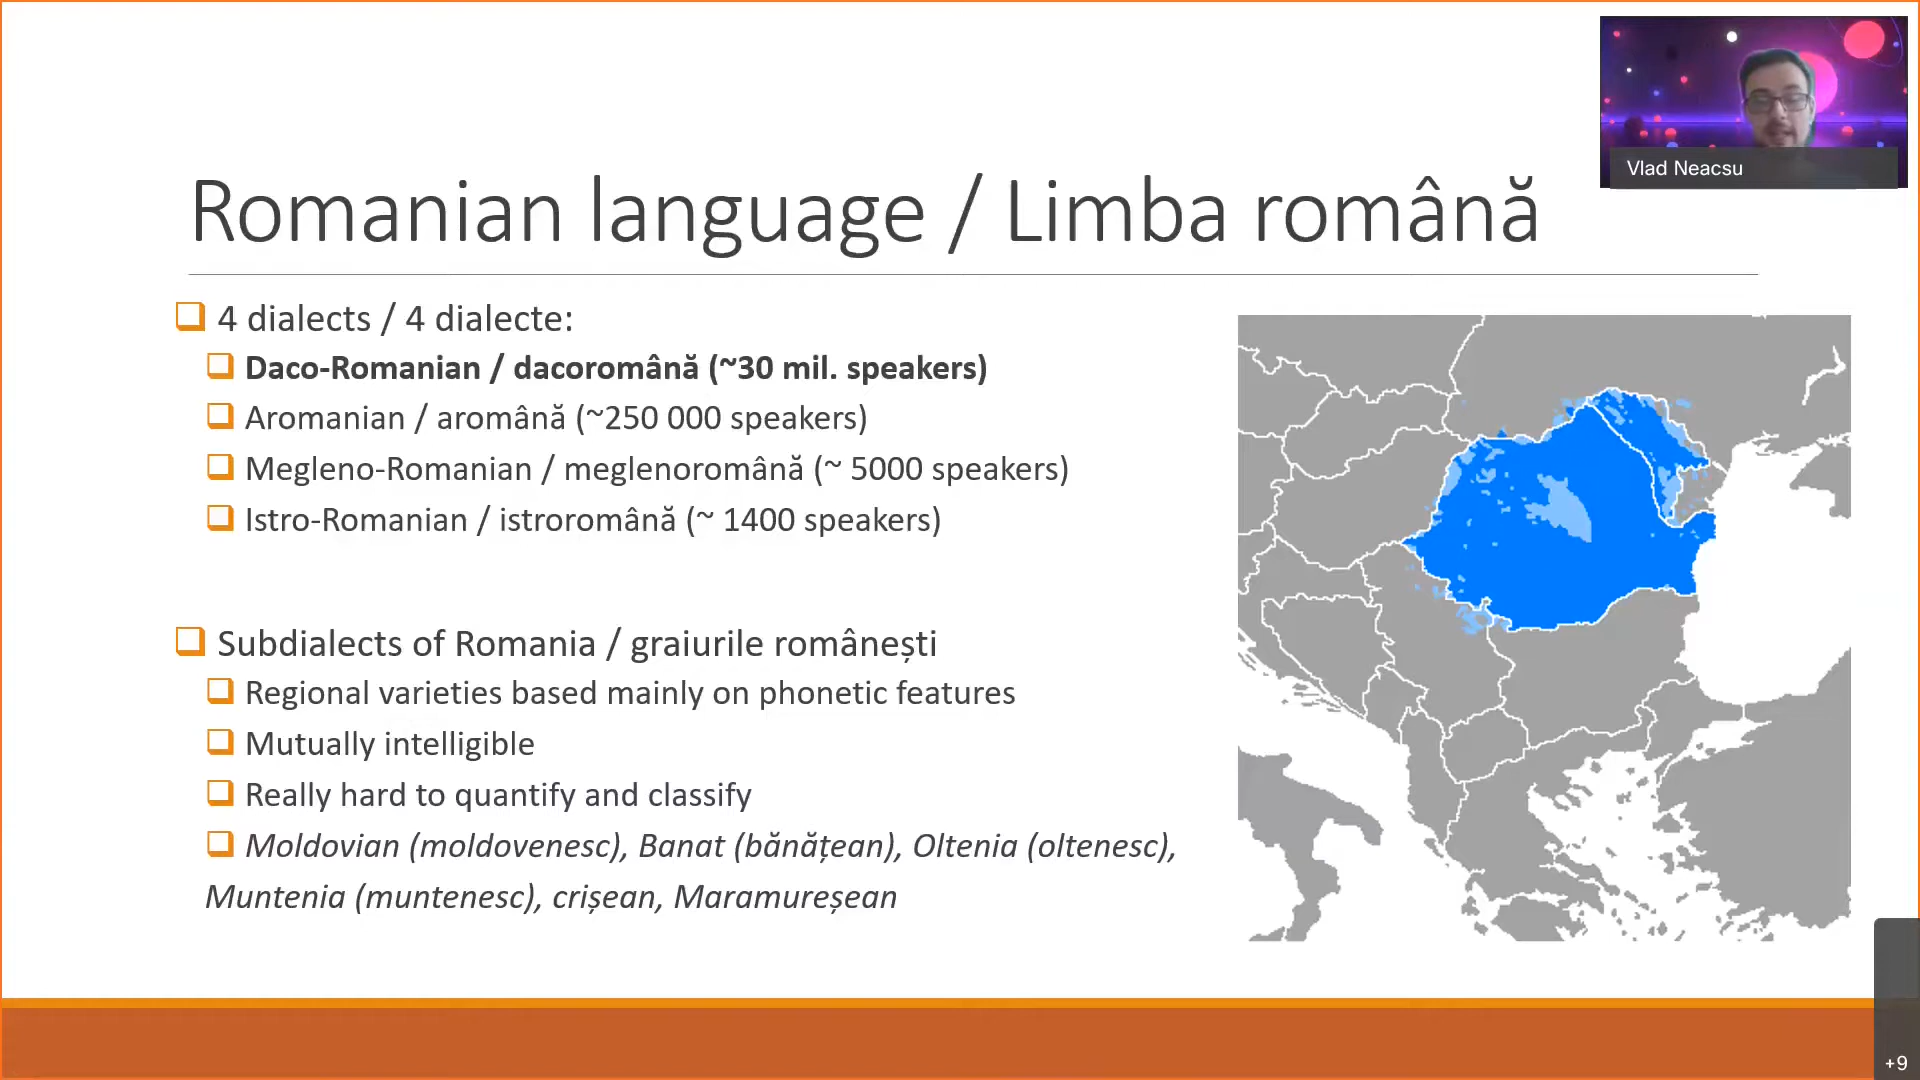 Vlad Neacsu
Romanian language / Limba română
4 dialects / 4 dialecte:
Daco-Romanian / dacoromână (~30 mil. speakers)
Aromanian / aromână (~250 000 speakers)
Megleno-Romanian / meglenoromână (~ 5000 speakers)
Istro-Romanian / istroromână (~ 1400 speakers)
Subdialects of Romania / graiurile românești
Regional varieties based mainly on phonetic features
Mutually intelligible
Really hard to quantify and classify
Moldovian (moldovenesc), Banat (bănățean), Oltenia (oltenesc),
Muntenia (muntenesc), crișean, Maramureșean
+9